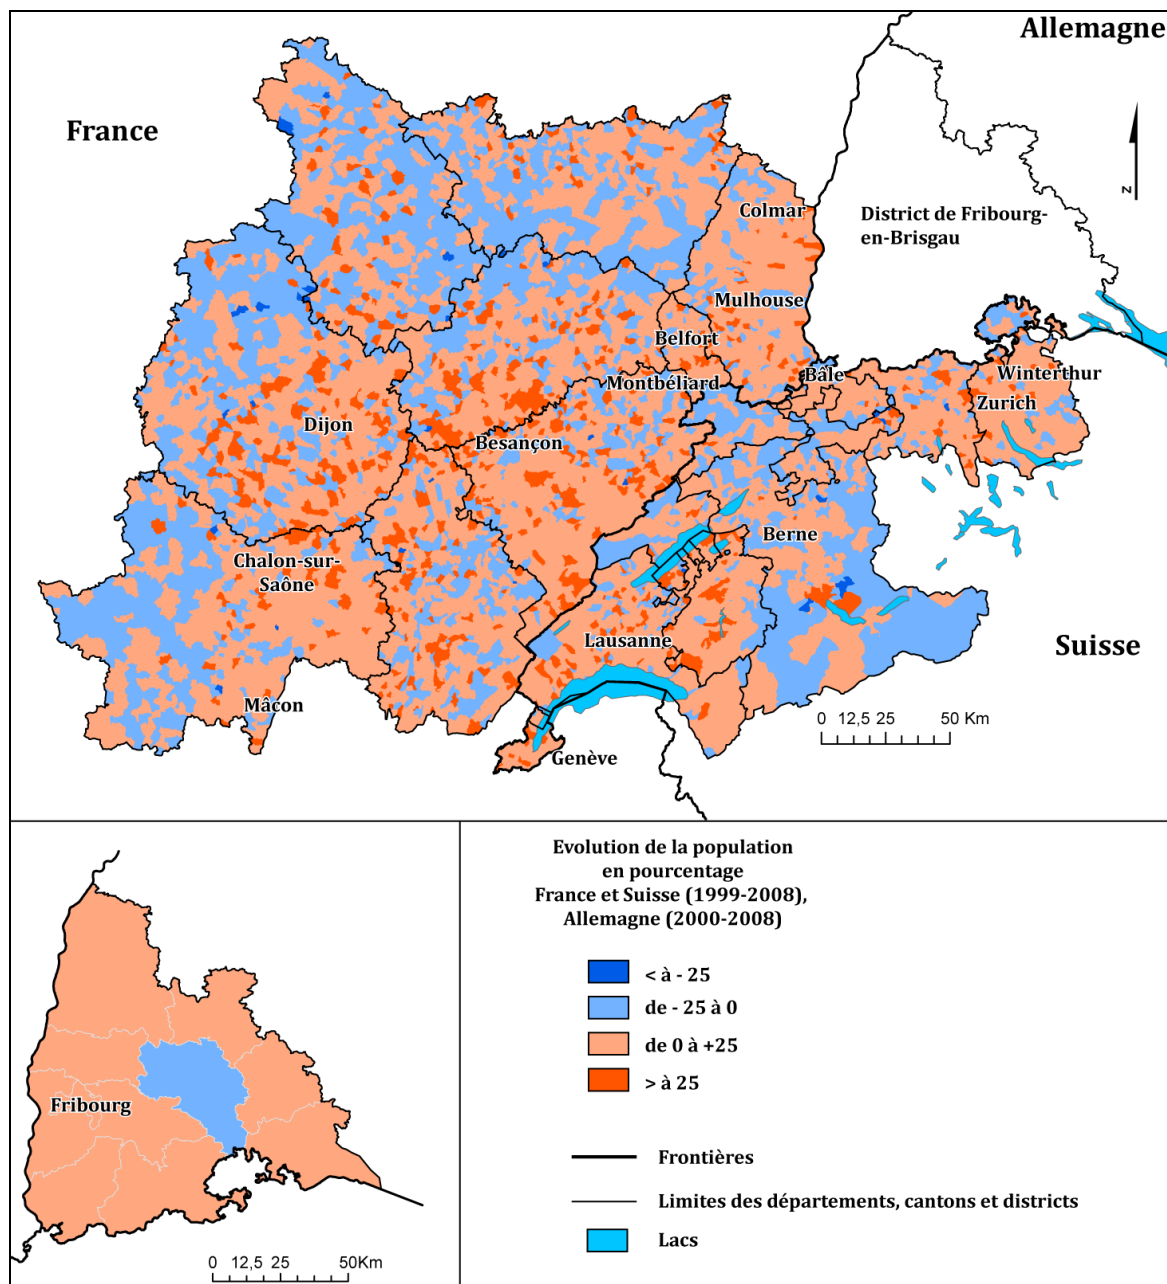 Allemagne
France
N
Colmar
District de Fribourg-
en-Brisgau
Mulhouse
Belfort
Montbéliard
Bâle
Winterthur
Zurich
Dijon
Besançon
Berne
Chalon-sur-
Saône
Lausanne
Suisse
Mâcon
Genève
0 12,5 25 50 Km
Evolution de la population
en pourcentage
France et Suisse (1999-2008),
Allemagne (2000-2008)
< à - 25
de - 25 à 0
de 0 à +25
> à 25
Fribourg
Frontières
Limites des départements, cantons et districts
Lacs
0 12,5 25 50Km